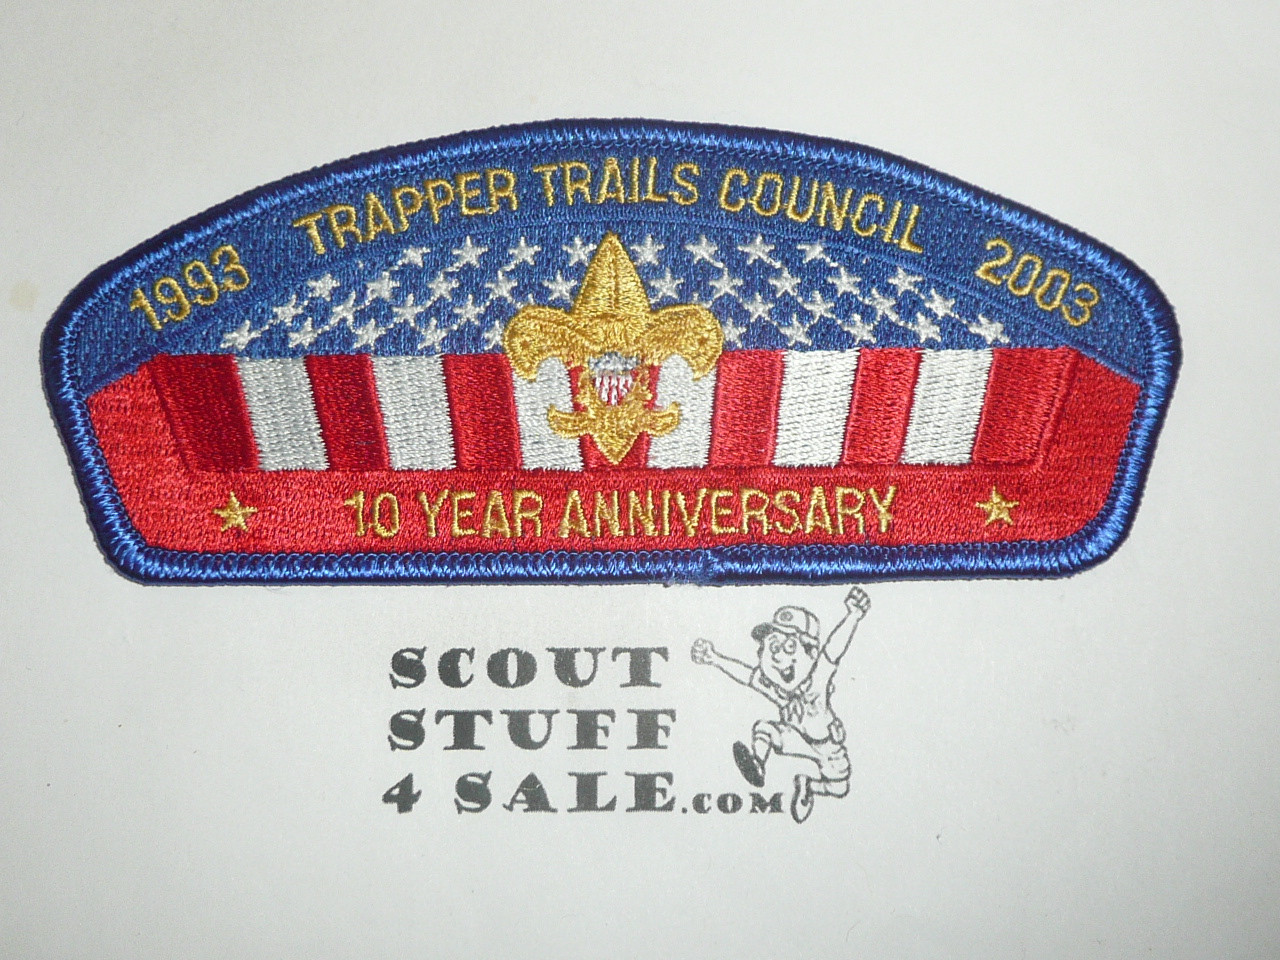 1993 TRAPPER TRAILS COUNCIL 2003
10 YEAR ANNIVERSARY
SCOUT
STUFF
4 SALE.COM